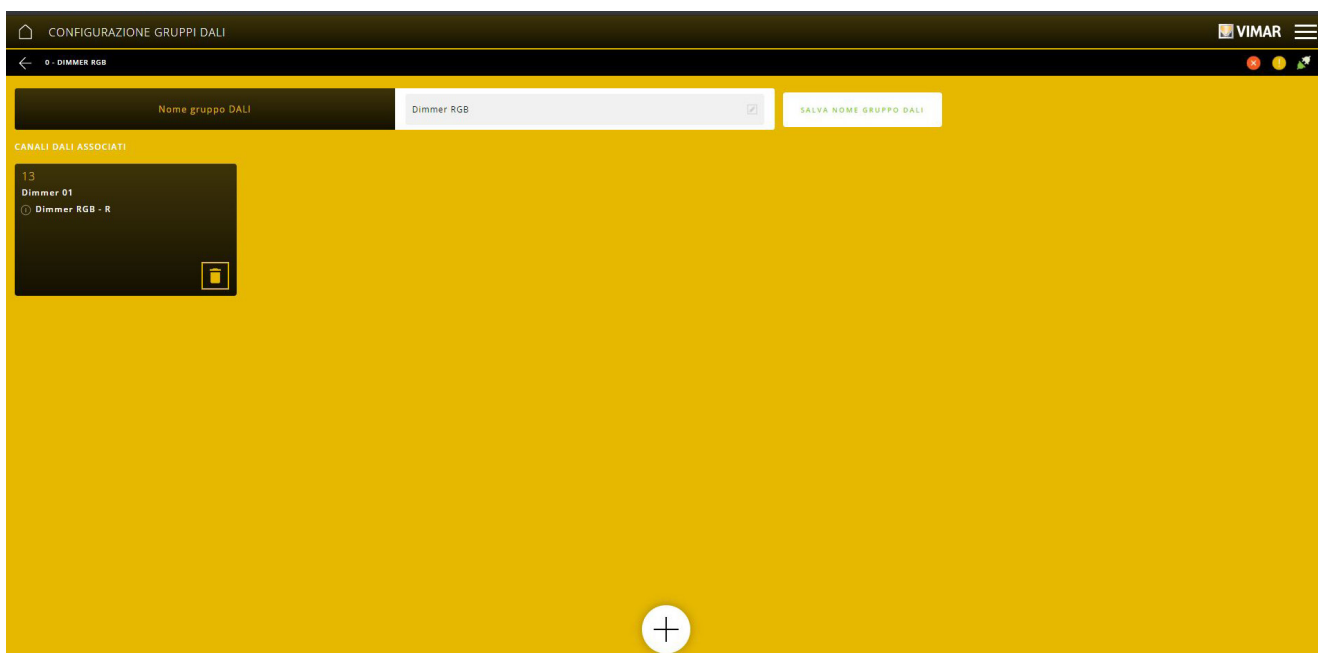 CONFIGURAZIONE GRUPPI DALI
VIMAR
0 - DIMMER RGB
Nome gruppo DALI
Dimmer RGB
SALVA NOME GRUPPO DALI
CANALI DALI ASSOCIATI
13
Dimmer 01
Dimmer RGB - R